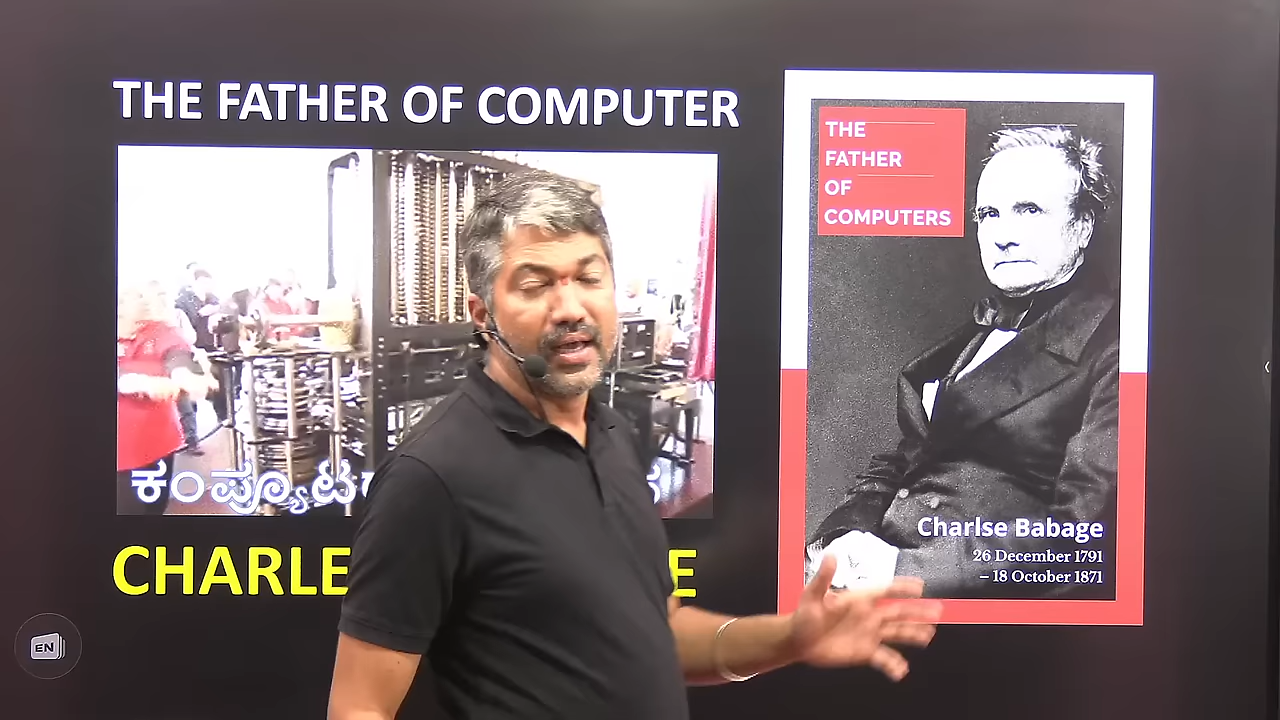 THE FATHER OF COMPUTER
THE
FATHER
OF
COMPUTERS
Charlse Babage
26 December 1791
– 18 October 1871
EN